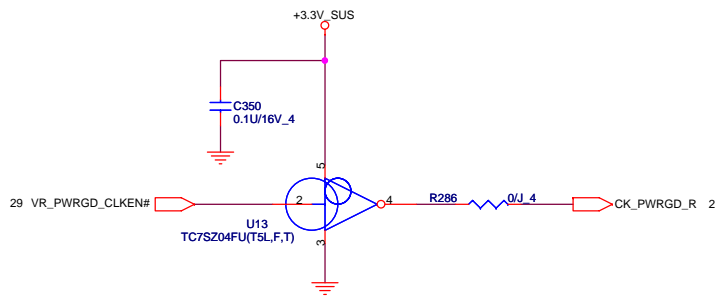 +3.3V_SUS
C350
0.1U/16V_4
5
29 VR_PWRGD_CLKEN#
2
4
R286
0/J_4
CK_PWRGD_R 2
U13
TC7SZ04FU(T5L,F,T)
3